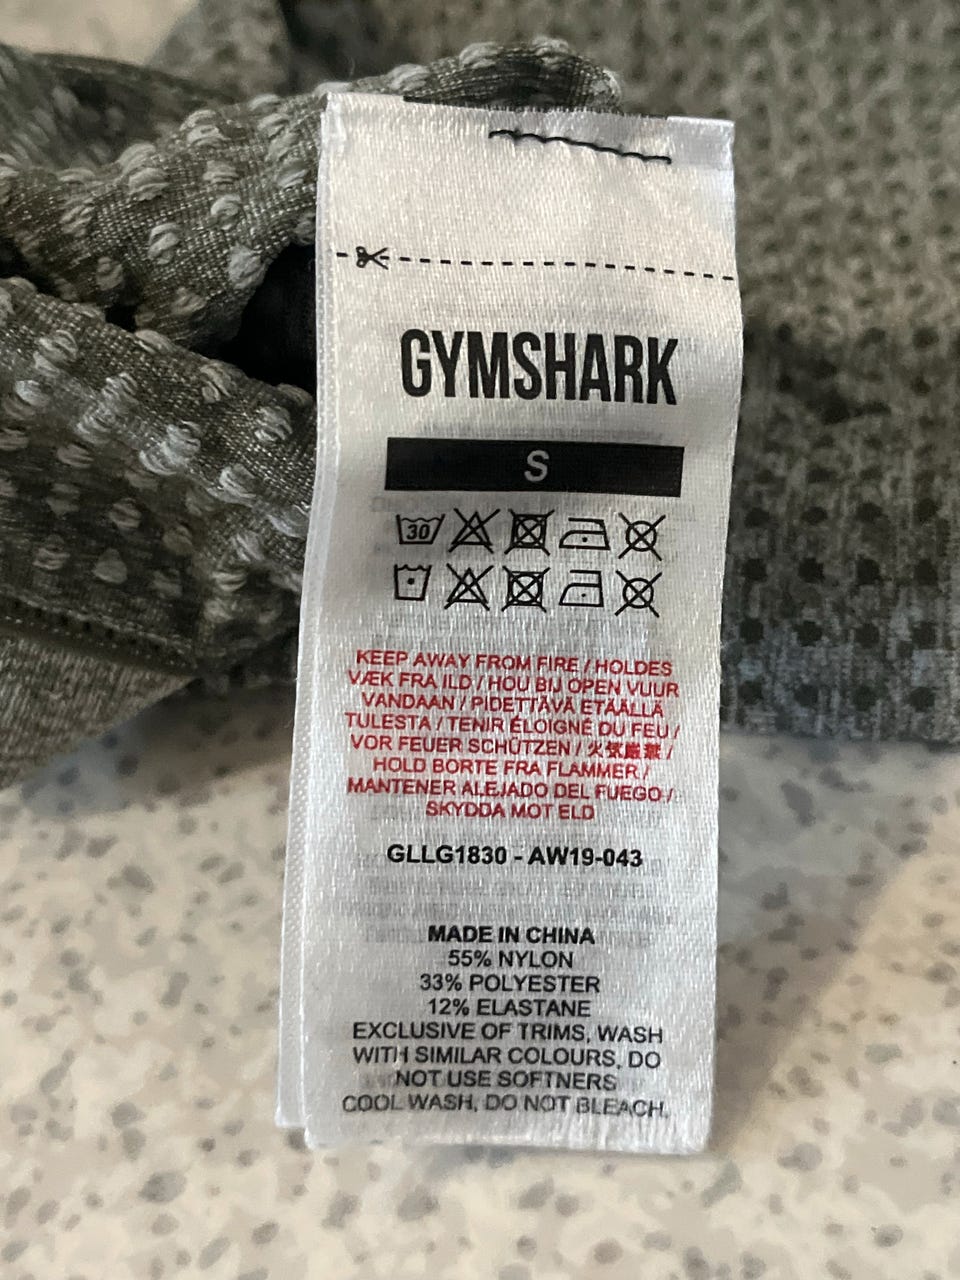 GYMSHARK
S
30
KEEP AWAY FROM FIRE / HOLDES
VÆK FRA ILD / HOU BIJ OPEN VUUR
VANDAAN / PIDETTÄVÄ ETÄÄLLÄ
TULESTA / TENIR ÉLOIGNÉ DU FEU /
VOR FEUER SCHÜTZEN / 火気厳禁 /
HOLD BORTE FRA FLAMMER /
MANTENER ALEJADO DEL FUEGO /
SKYDDA MOT ELD
GLLG1830 - AW19-043
MADE IN CHINA
55% NYLON
33% POLYESTER
12% ELASTANE
EXCLUSIVE OF TRIMS, WASH
WITH SIMILAR COLOURS, DO
NOT USE SOFTNERS
COOL WASH, DO NOT BLEACH.